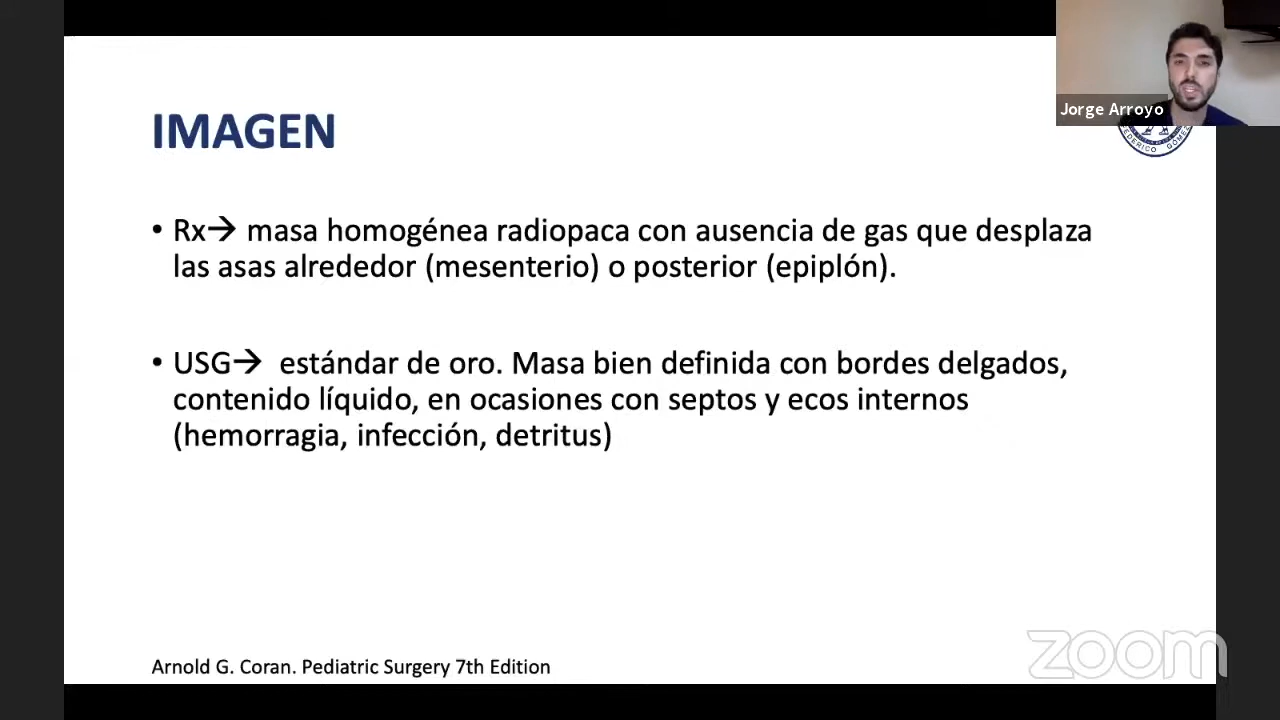 Jorge Arroyo
FEDERICO GÓMEZ
IMAGEN
• Rx→ masa homogénea radiopaca con ausencia de gas que desplaza
las asas alrededor (mesenterio) o posterior (epiplón).
• USG→ estándar de oro. Masa bien definida con bordes delgados,
contenido líquido, en ocasiones con septos y ecos internos
(hemorragia, infección, detritus)
Arnold G. Coran. Pediatric Surgery 7th Edition
zoom